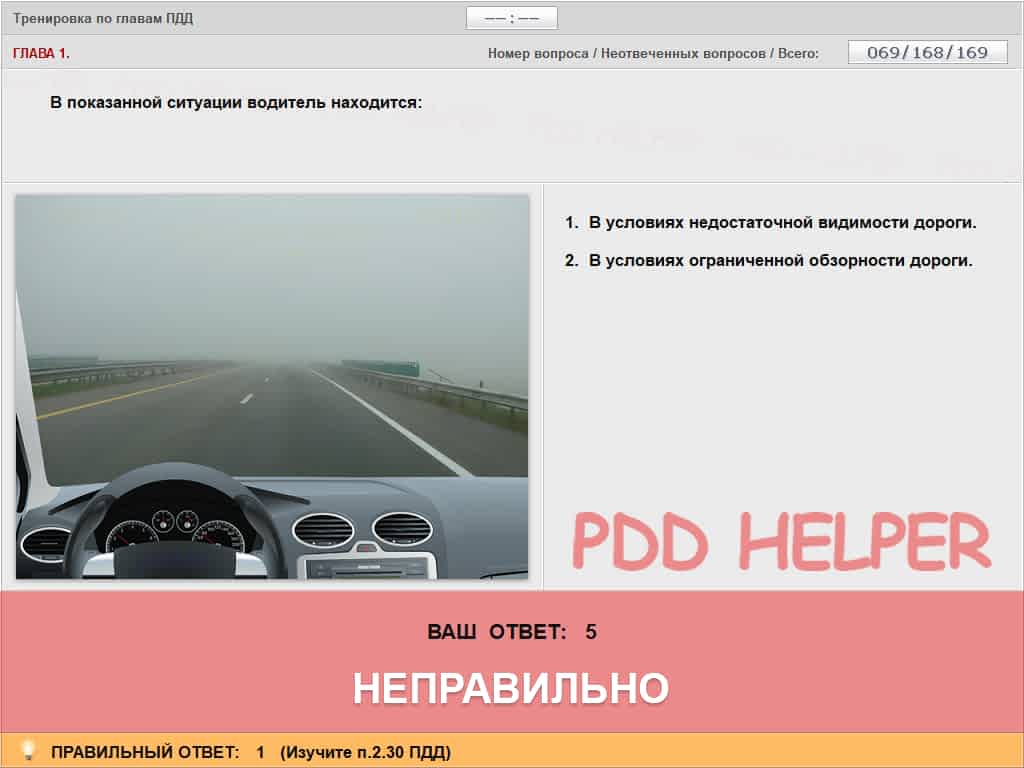 Тренировка по главам ПДД
—— : ——
ГЛАВА 1.
Номер вопроса / Неотвеченных вопросов / Всего:
069/168/169
В показанной ситуации водитель находится:
1. В условиях недостаточной видимости дороги.
2. В условиях ограниченной обзорности дороги.
PDD HELPER
ВАШ ОТВЕТ: 5
НЕПРАВИЛЬНО
ПРАВИЛЬНЫЙ ОТВЕТ: 1 (Изучите п.2.30 ПДД)